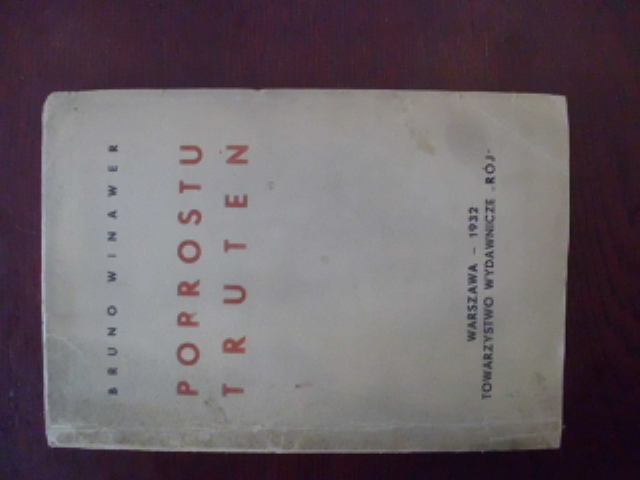 BRUNO WINAWER
POPROSTU
TRUTEŃ
WARSZAWA – 1932
TOWARZYSTWO WYDAWNICZE „RÓJ”